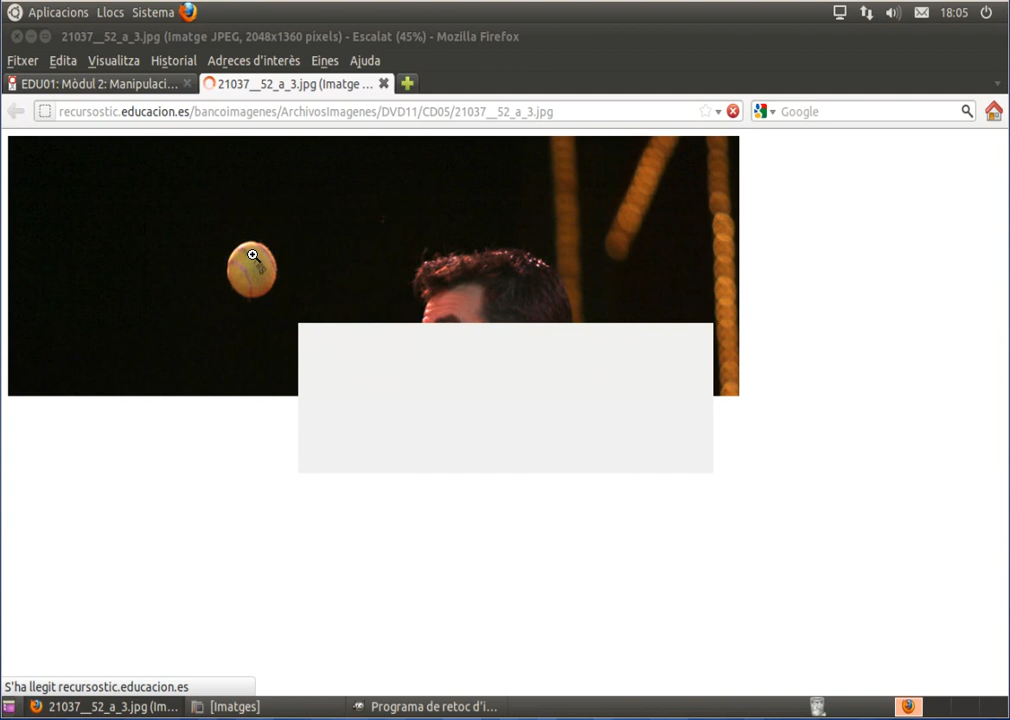 Aplicacions Llocs Sistema 18:05
21037__52_a_3.jpg (Imatge JPEG, 2048x1360 píxels) - Escalat (45%) - Mozilla Firefox
Fitxer Edita Visualitza Historial Adreces d'interès Eines Ajuda
EDU01: Mòdul 2: Manipulaci... 21037__52_a_3.jpg (Imatge ...
recursostic.educacion.es/bancoimagenes/ArchivosImagenes/DVD11/CD05/21037__52_a_3.jpg Google
S'ha llegit recursostic.educacion.es
21037__52_a_3.jpg (Im... [Imatges] Programa de retoc d'i...